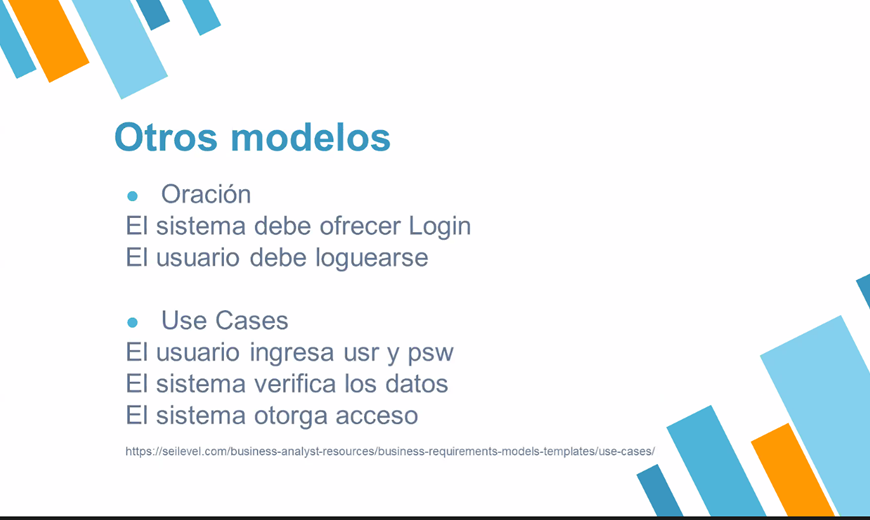 Otros modelos
● Oración
El sistema debe ofrecer Login
El usuario debe loguearse
● Use Cases
El usuario ingresa usr y psw
El sistema verifica los datos
El sistema otorga acceso
https://seilevel.com/business-analyst-resources/business-requirements-models-templates/use-cases/